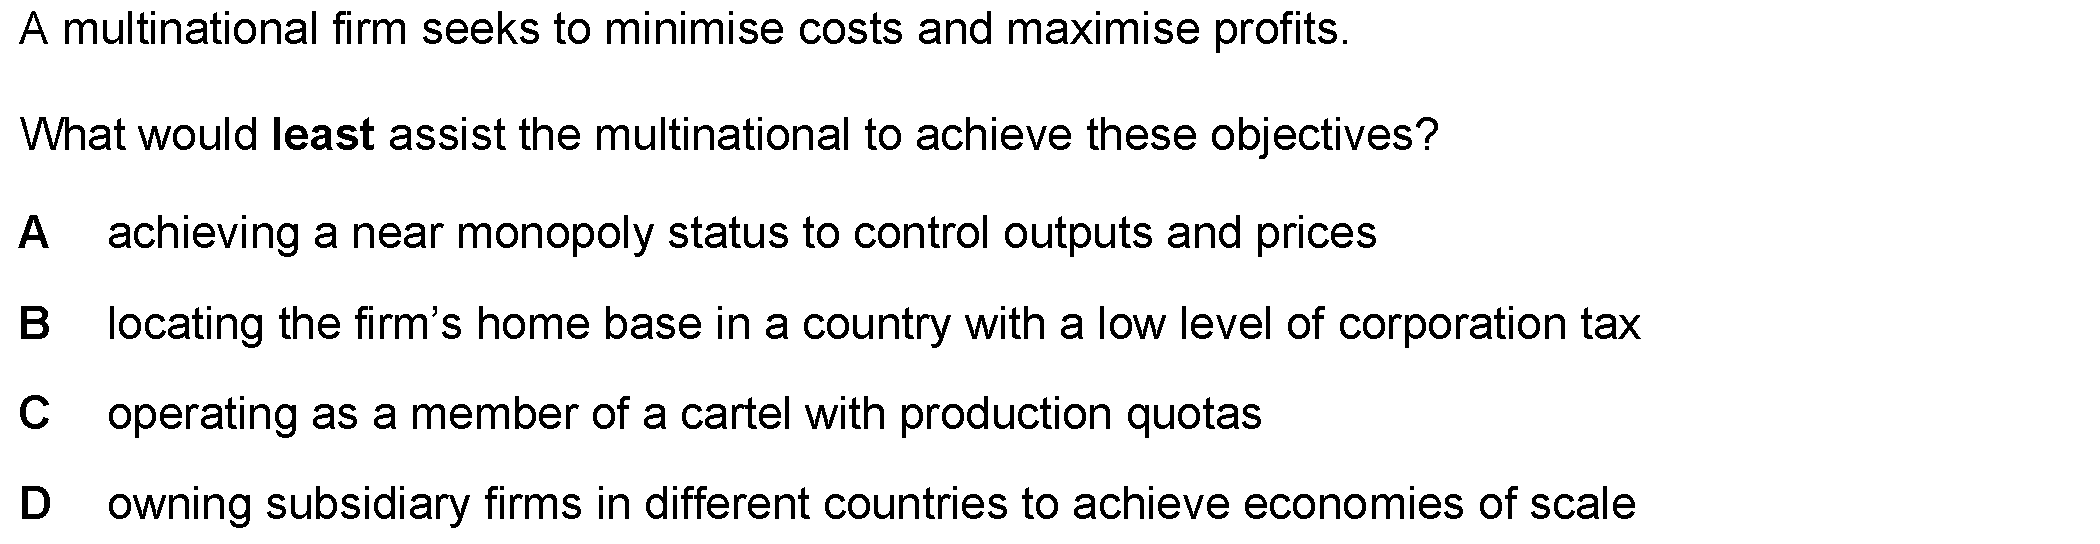 A multinational firm seeks to minimise costs and maximise profits.
What would least assist the multinational to achieve these objectives?
A achieving a near monopoly status to control outputs and prices
B locating the firm’s home base in a country with a low level of corporation tax
C operating as a member of a cartel with production quotas
D owning subsidiary firms in different countries to achieve economies of scale